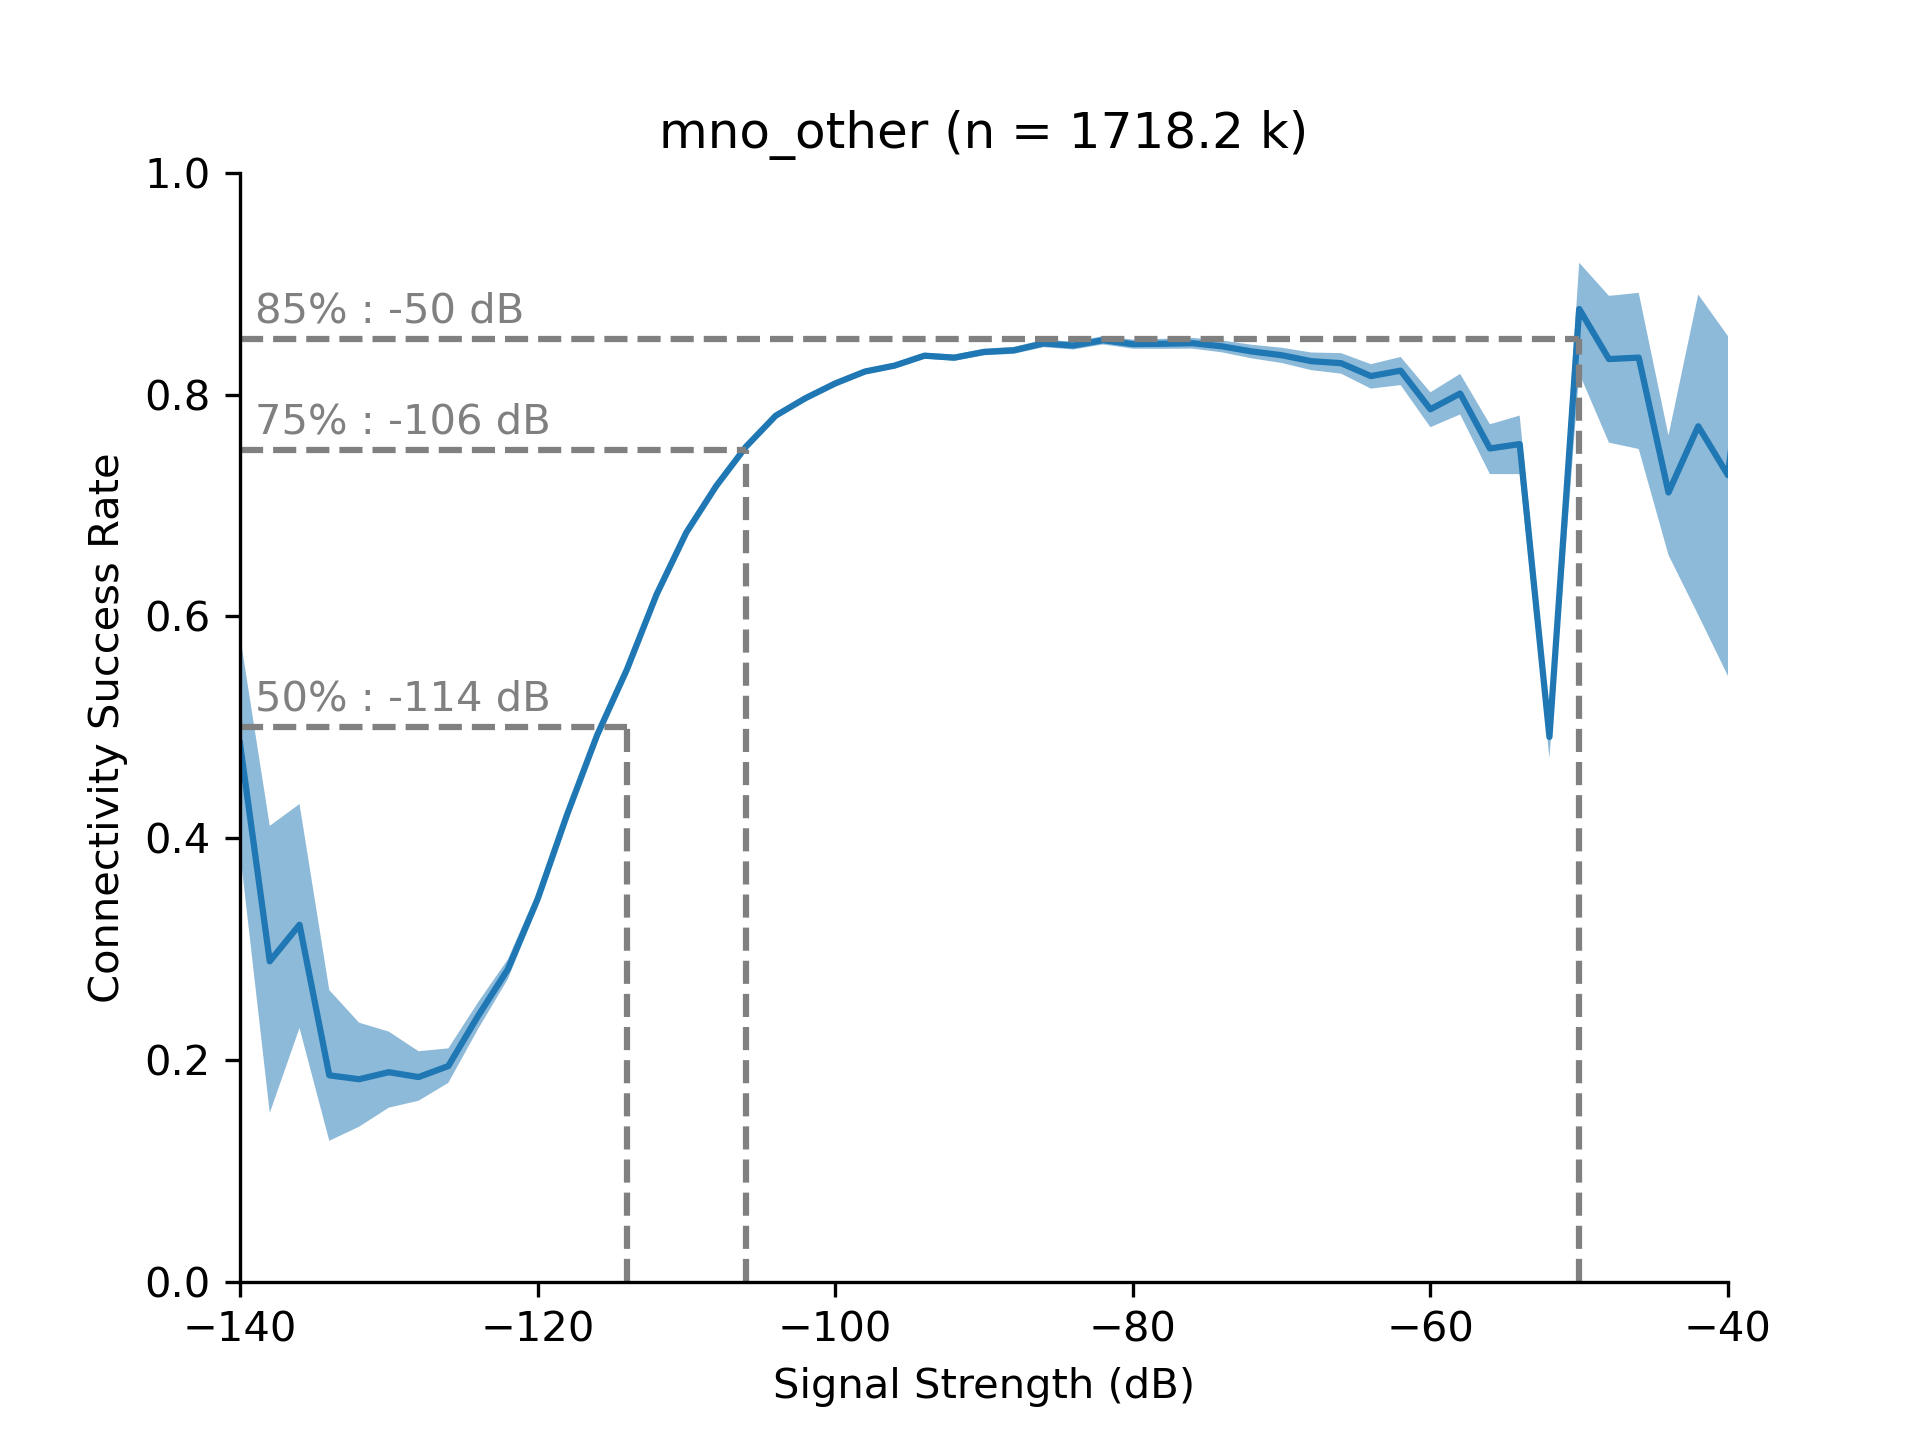 mno_other (n = 1718.2 k)
1.0
85% : -50 dB
0.8
75% : -106 dB
0.6
50% : -114 dB
0.4
0.2
0.0
Connectivity Success Rate
−140 −120 −100 −80 −60 −40
Signal Strength (dB)